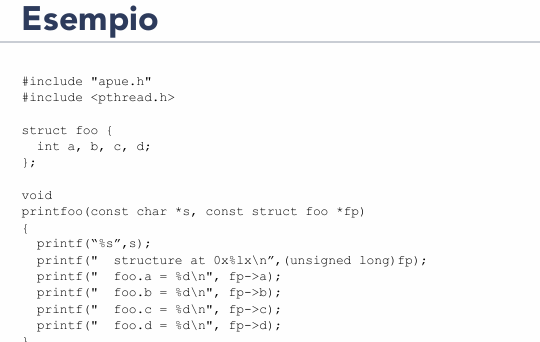 Esempio
#include "apue.h"
#include <pthread.h>
struct foo {
  int a, b, c, d;
};
void
printfoo(const char *s, const struct foo *fp)
{
  printf(“%s”,s);
  printf("  structure at 0x%lx\n”,(unsigned long)fp);
  printf("  foo.a = %d\n", fp->a);
  printf("  foo.b = %d\n", fp->b);
  printf("  foo.c = %d\n", fp->c);
  printf("  foo.d = %d\n", fp->d);
}